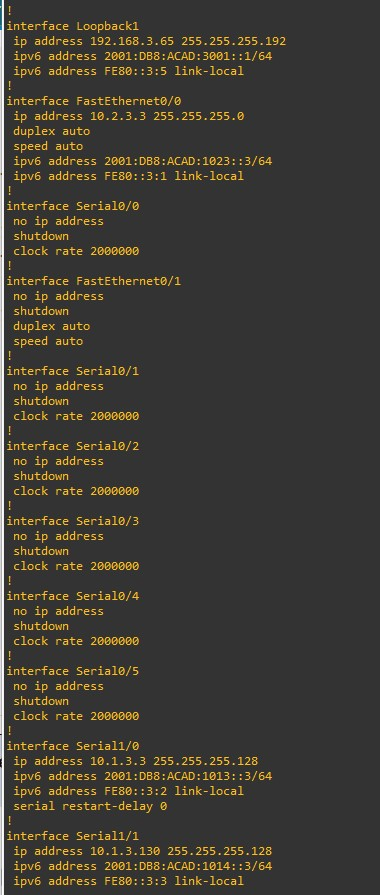 !
interface Loopback1
 ip address 192.168.3.65 255.255.255.192
 ipv6 address 2001:DB8:ACAD:3001::1/64
 ipv6 address FE80::3:5 link-local
!
interface FastEthernet0/0
 ip address 10.2.3.3 255.255.255.0
 duplex auto
 speed auto
 ipv6 address 2001:DB8:ACAD:1023::3/64
 ipv6 address FE80::3:1 link-local
!
interface Serial0/0
 no ip address
 shutdown
 clock rate 2000000
!
interface FastEthernet0/1
 no ip address
 shutdown
 duplex auto
 speed auto
!
interface Serial0/1
 no ip address
 shutdown
 clock rate 2000000
!
interface Serial0/2
 no ip address
 shutdown
 clock rate 2000000
!
interface Serial0/3
 no ip address
 shutdown
 clock rate 2000000
!
interface Serial0/4
 no ip address
 shutdown
 clock rate 2000000
!
interface Serial0/5
 no ip address
 shutdown
 clock rate 2000000
!
interface Serial1/0
 ip address 10.1.3.3 255.255.255.128
 ipv6 address 2001:DB8:ACAD:1013::3/64
 ipv6 address FE80::3:2 link-local
 serial restart-delay 0
!
interface Serial1/1
 ip address 10.1.3.130 255.255.255.128
 ipv6 address 2001:DB8:ACAD:1014::3/64
 ipv6 address FE80::3:3 link-local